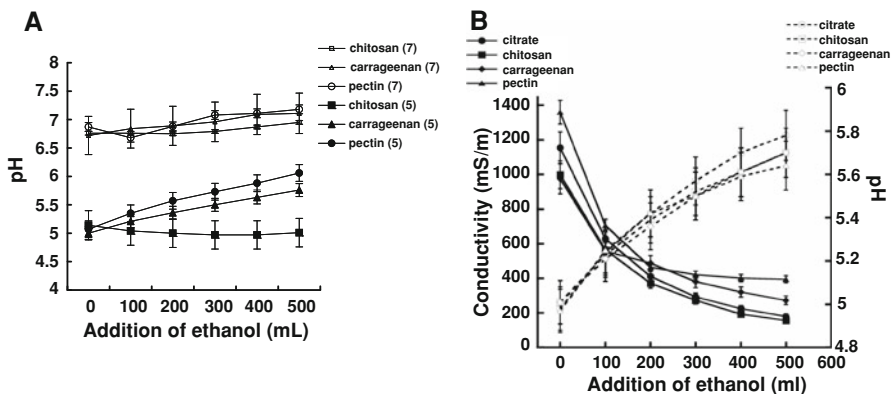 A
chitosan (7)
carrageenan (7)
pectin (7)
chitosan (5)
carrageenan (5)
pectin (5)
8
7.5
7
6.5
6
5.5
5
4.5
4
pH
0 100 200 300 400 500
Addition of ethanol (mL)
B
citrate
chitosan
carrageenan
pectin
citrate
chitosan
carrageenan
pectin
1400
1200
1000
800
600
400
200
0
Conductivity (mS/m)
6
5.8
5.6
5.4
5.2
5
4.8
pH
0 100 200 300 400 500 600
Addition of ethanol (ml)